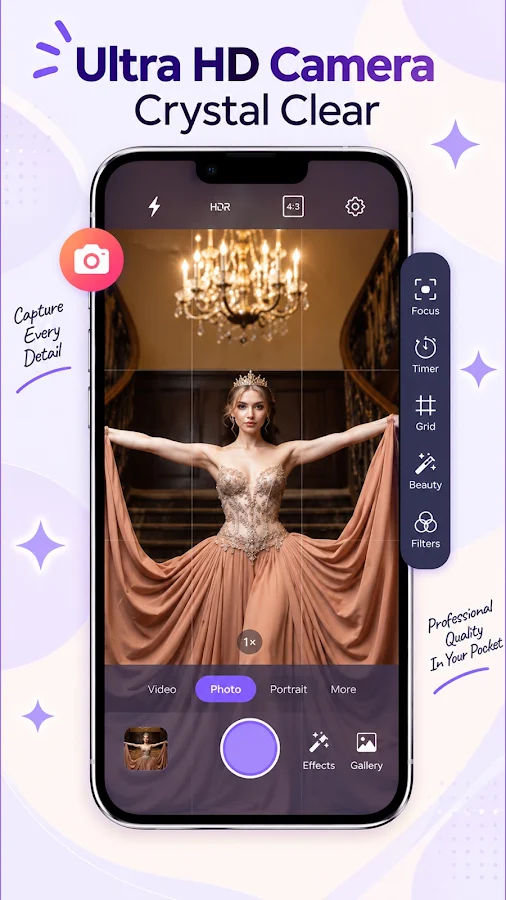 Ultra HD Camera
Crystal Clear
HDR
4:3
Capture
Every
Detail
Focus
Timer
Grid
Beauty
Filters
Professional
Quality
In Your Pocket
1×
Video
Photo
Portrait
More
Effects
Gallery